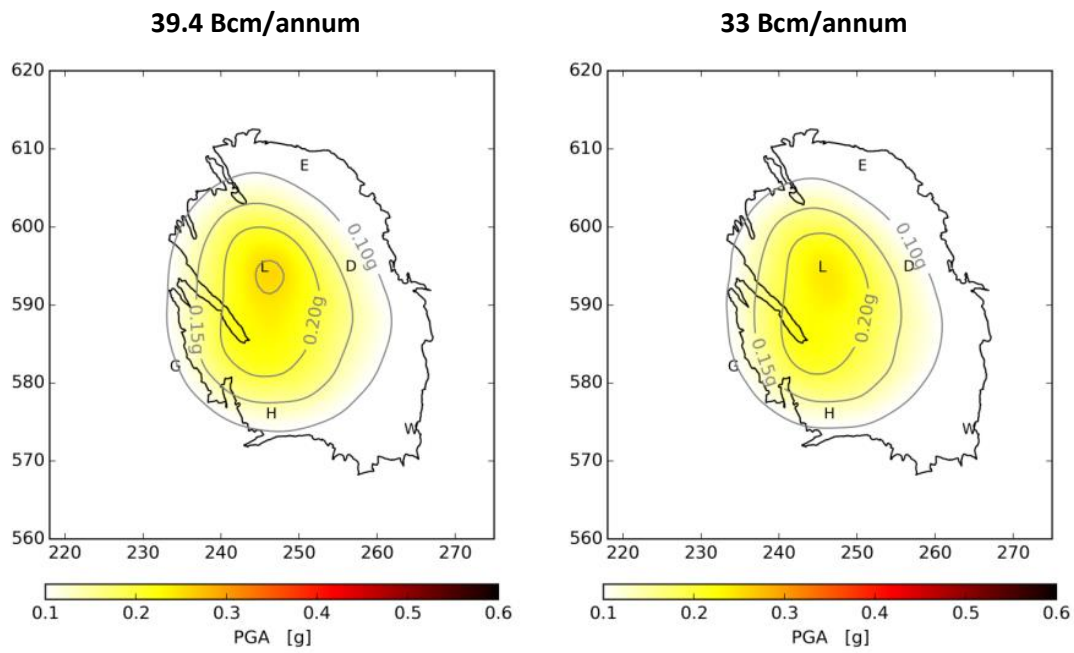 39.4 Bcm/annum
620
610
600
590
580
570
560
220 230 240 250 260 270
E
L
D
G
H
W
0.10g
0.15g
0.20g
0.1 0.2 0.3 0.4 0.5 0.6
PGA [g]
33 Bcm/annum
620
610
600
590
580
570
560
220 230 240 250 260 270
E
L
D
G
H
W
0.10g
0.15g
0.20g
0.1 0.2 0.3 0.4 0.5 0.6
PGA [g]